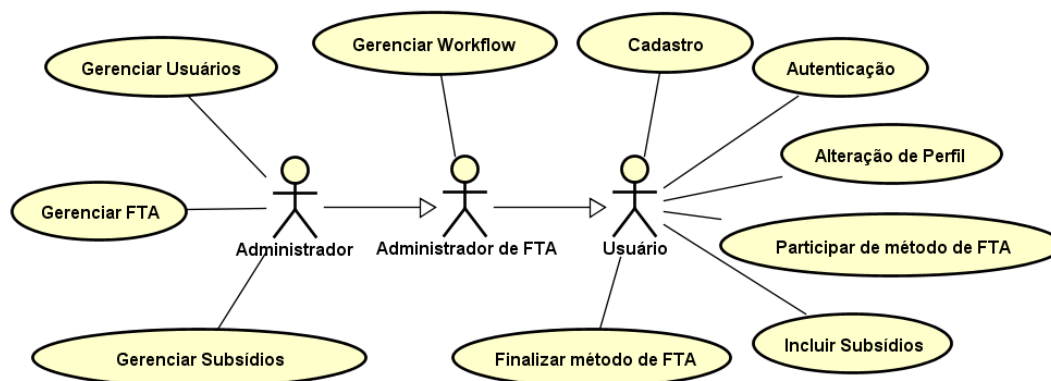 Gerenciar Workflow
Cadastro
Gerenciar Usuários
Autenticação
Alteração de Perfil
Gerenciar FTA
Administrador
Administrador de FTA
Usuário
Participar de método de FTA
Gerenciar Subsídios
Finalizar método de FTA
Incluir Subsídios